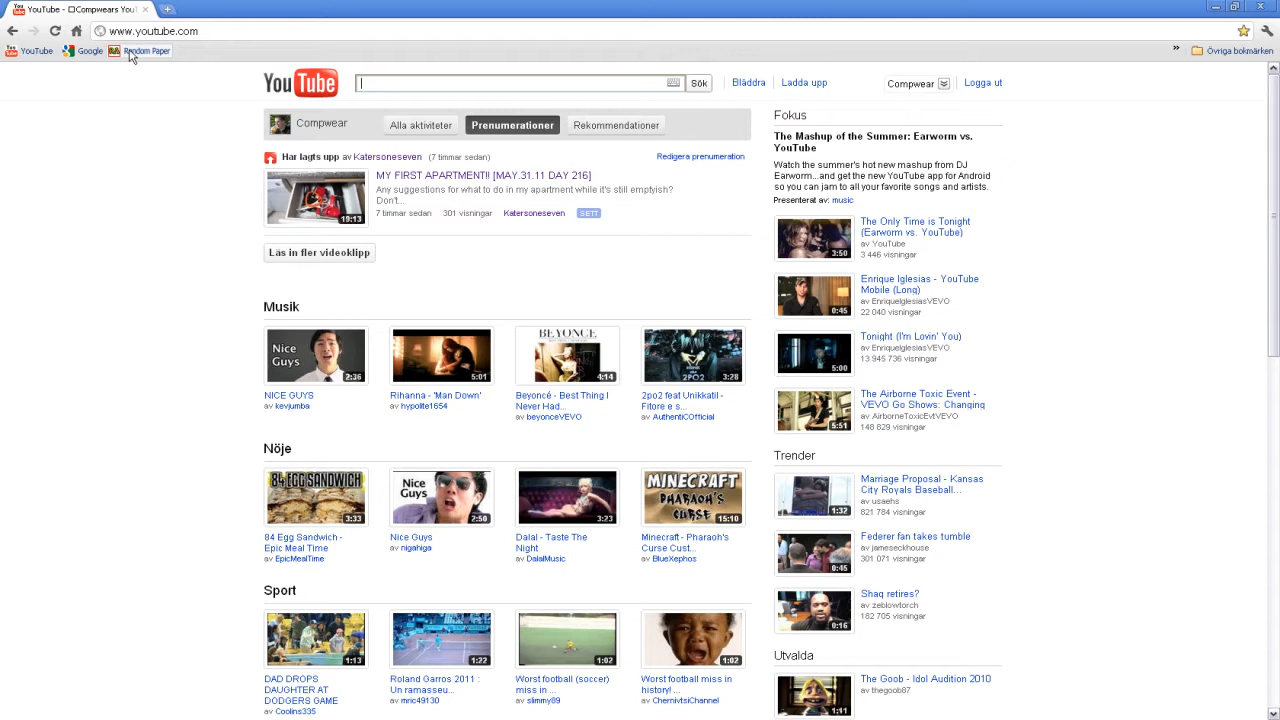 YouTube - □Compwears You
www.youtube.com
YouTube Google Random Paper » Övriga bokmärken
YouTube Sök Bläddra Ladda upp Compwear Logga ut
Compwear Alla aktiviteter Prenumerationer Rekommendationer
Har lagts upp av Katersoneseven (7 timmar sedan) Redigera prenumeration
19:13
MY FIRST APARTMENT!! [MAY.31.11 DAY 216]
Any suggestions for what to do in my apartment while it's still emptyish?
Don't...
7 timmar sedan 301 visningar Katersoneseven SETT
Läs in fler videoklipp
Musik
Nice
Guys
2:36
NICE GUYS
av kevjumba
5:01
Rihanna - 'Man Down'
av hypolite1654
BEYONCE
4:14
Beyoncé - Best Thing I
Never Had...
av beyonceVEVO
2PO2
3:28
2po2 feat Unikkatil -
Fitore e s...
av AuthentiCOfficial
Nöje
84 EGG SANDWICH
3:33
84 Egg Sandwich -
Epic Meal Time
av EpicMealTime
Nice
Guys
2:50
Nice Guys
av nigahiga
3:23
Dalal - Taste The
Night
av DalalMusic
MINECRAFT
PHARAOH'S
CURSE
15:10
Minecraft - Pharaoh's
Curse Cust...
av BlueXephos
Sport
1:13
DAD DROPS
DAUGHTER AT
DODGERS GAME
av Coolins335
1:22
Roland Garros 2011 :
Un ramasseu...
av mric49130
1:02
Worst football (soccer)
miss in ...
av slimmy89
1:02
Worst football miss in
history! ...
av ChernivtsiChannel
Fokus
The Mashup of the Summer: Earworm vs.
YouTube
Watch the summer's hot new mashup from DJ
Earworm...and get the new YouTube app for Android
so you can jam to all your favorite songs and artists.
Presenterat av: music
3:50
The Only Time is Tonight
(Earworm vs. YouTube)
av YouTube
3 446 visningar
0:45
Enrique Iglesias - YouTube
Mobile (Long)
av EnriqueIglesiasVEVO
22 040 visningar
5:00
Tonight (I'm Lovin' You)
av EnriqueIglesiasVEVO
13 945 736 visningar
5:51
The Airborne Toxic Event -
VEVO Go Shows: Changing
av AirborneToxicEvtVEVO
148 829 visningar
Trender
1:32
Marriage Proposal - Kansas
City Royals Baseball...
av usaehs
821 784 visningar
0:45
Federer fan takes tumble
av jameseckhouse
301 071 visningar
0:16
Shaq retires?
av zeblowtorch
182 705 visningar
Utvalda
1:11
The Goob - Idol Audition 2010
av thegoob87